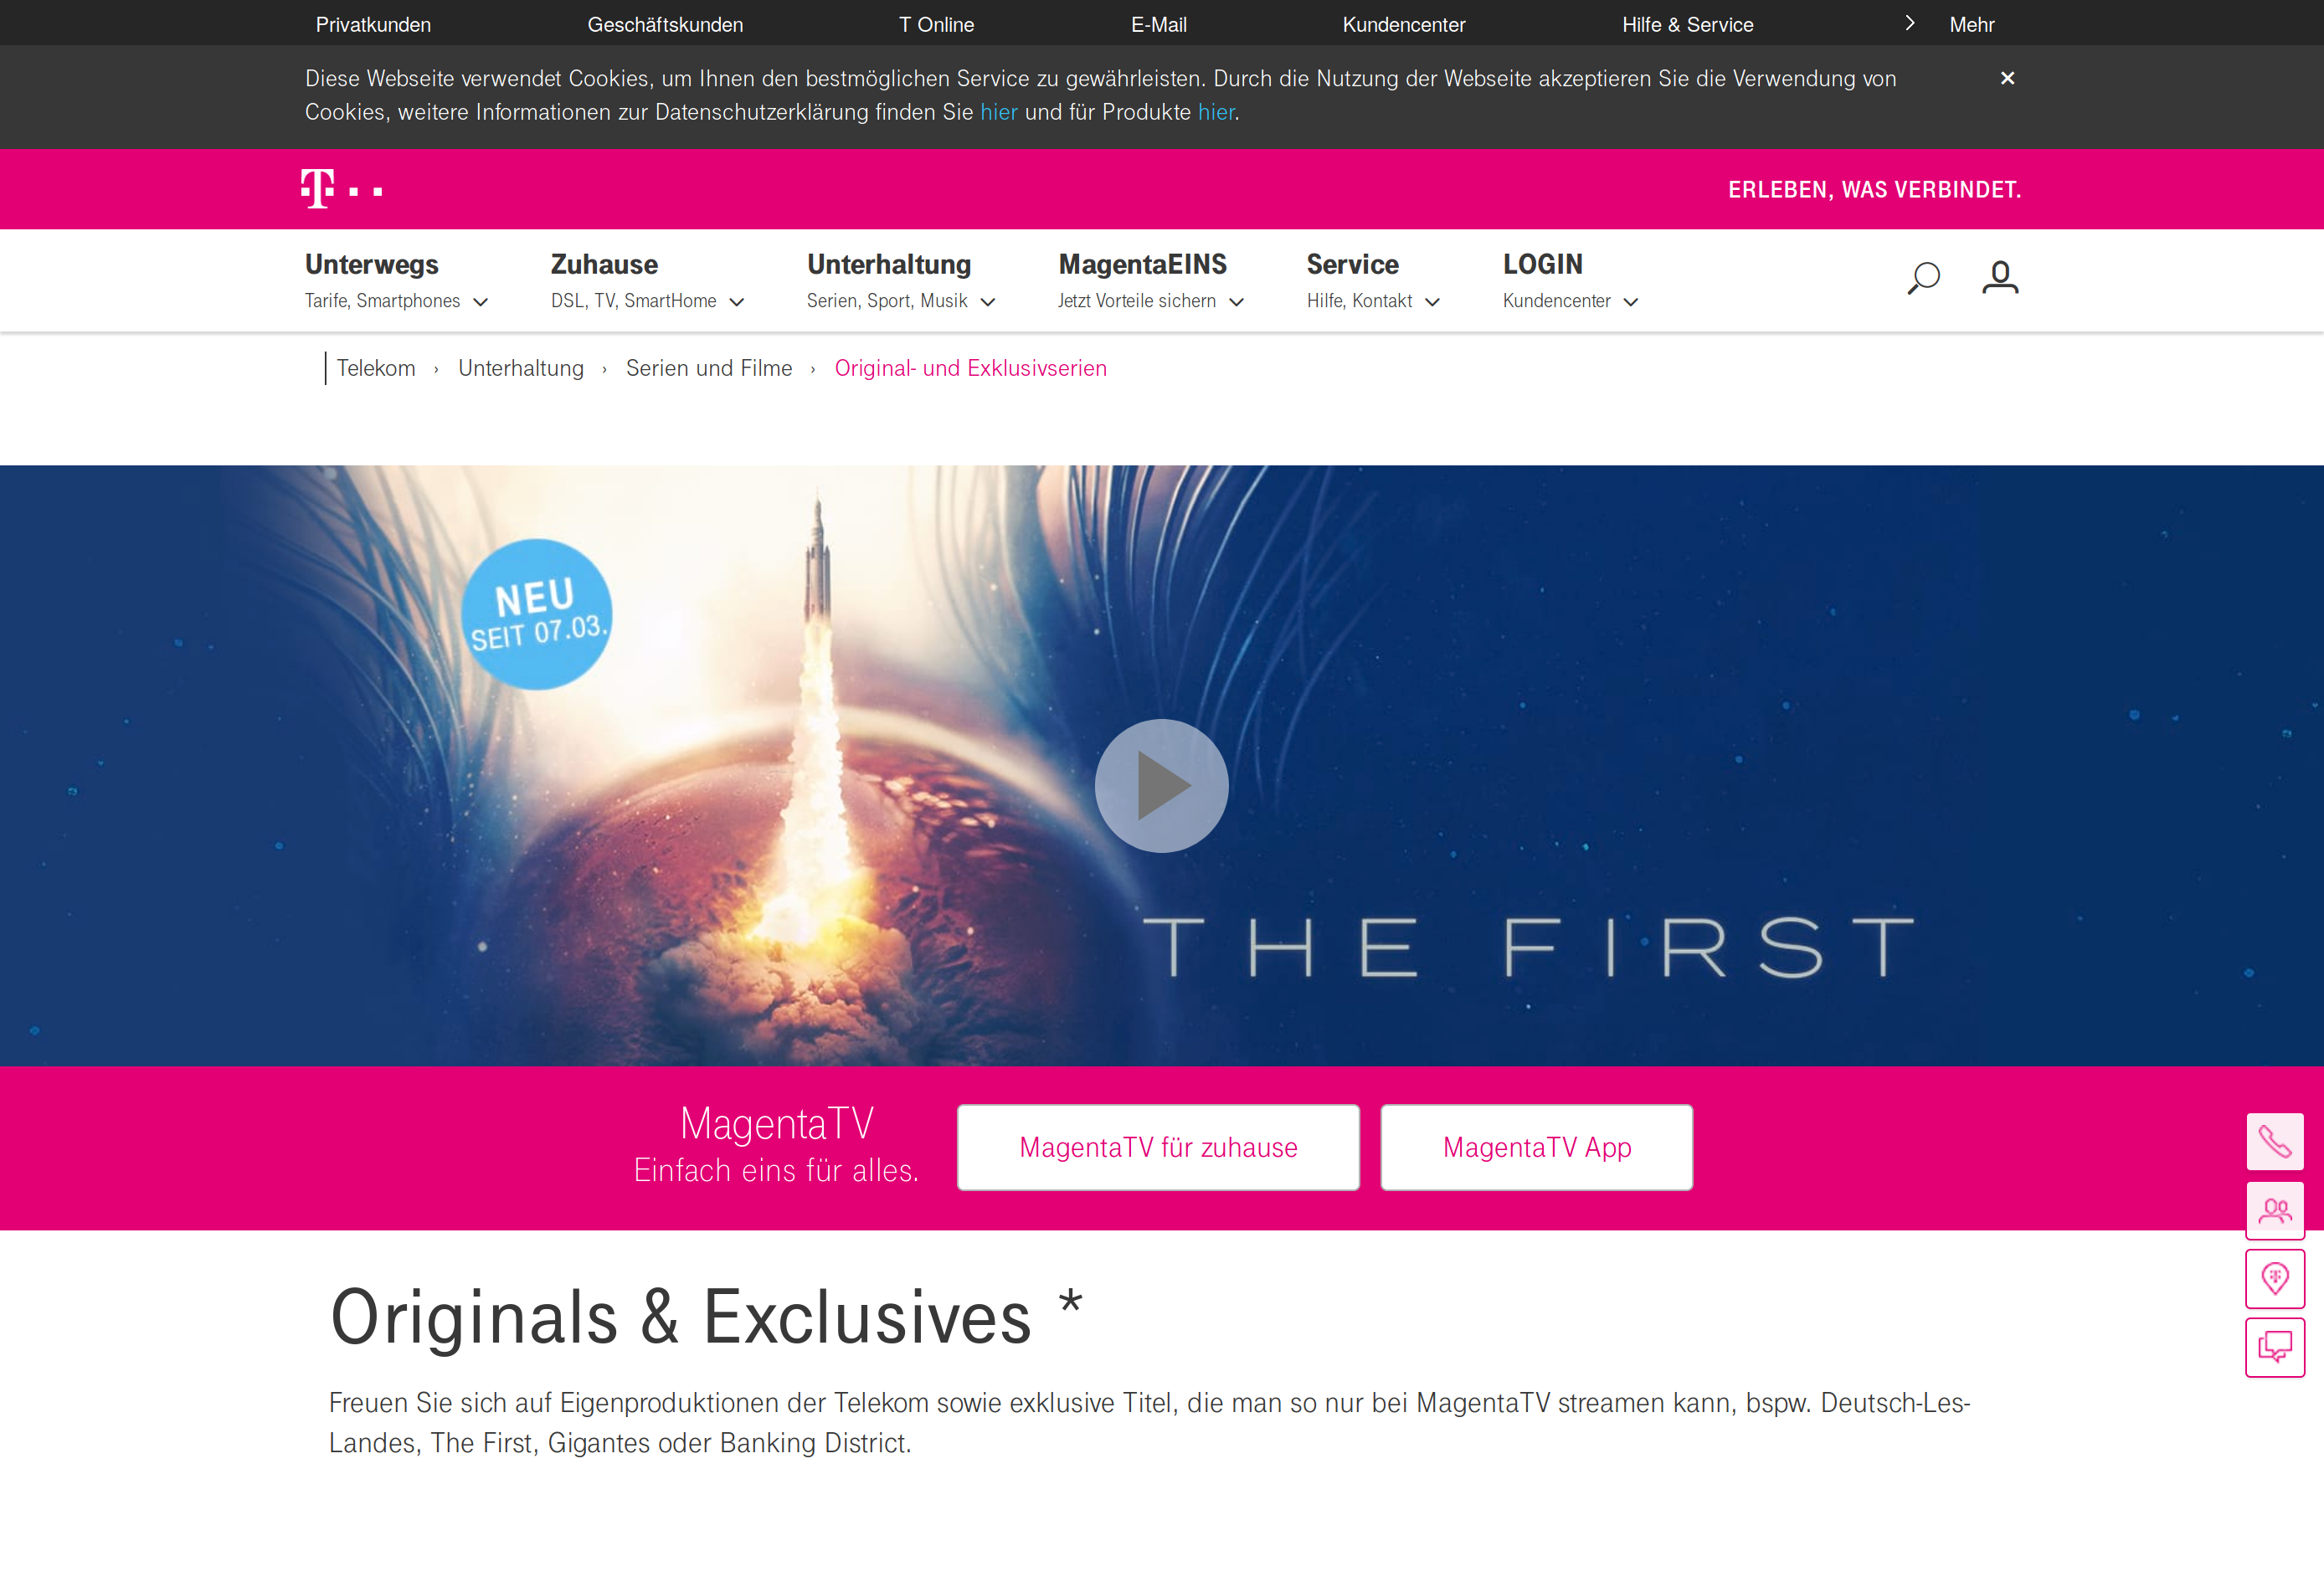 Privatkunden Geschäftskunden T Online E-Mail Kundencenter Hilfe & Service Mehr
Diese Webseite verwendet Cookies, um Ihnen den bestmöglichen Service zu gewährleisten. Durch die Nutzung der Webseite akzeptieren Sie die Verwendung von
Cookies, weitere Informationen zur Datenschutzerklärung finden Sie hier und für Produkte hier.
T
ERLEBEN, WAS VERBINDET.
Unterwegs Zuhause Unterhaltung MagentaEINS Service LOGIN
Tarife, Smartphones DSL, TV, SmartHome Serien, Sport, Musik Jetzt Vorteile sichern Hilfe, Kontakt Kundencenter
Telekom › Unterhaltung › Serien und Filme › Original- und Exklusivserien
NEU
SEIT 07.03.
THE FIRST
MagentaTV
Einfach eins für alles.
MagentaTV für zuhause
MagentaTV App
Originals & Exclusives *
Freuen Sie sich auf Eigenproduktionen der Telekom sowie exklusive Titel, die man so nur bei MagentaTV streamen kann, bspw. Deutsch-Les-
Landes, The First, Gigantes oder Banking District.